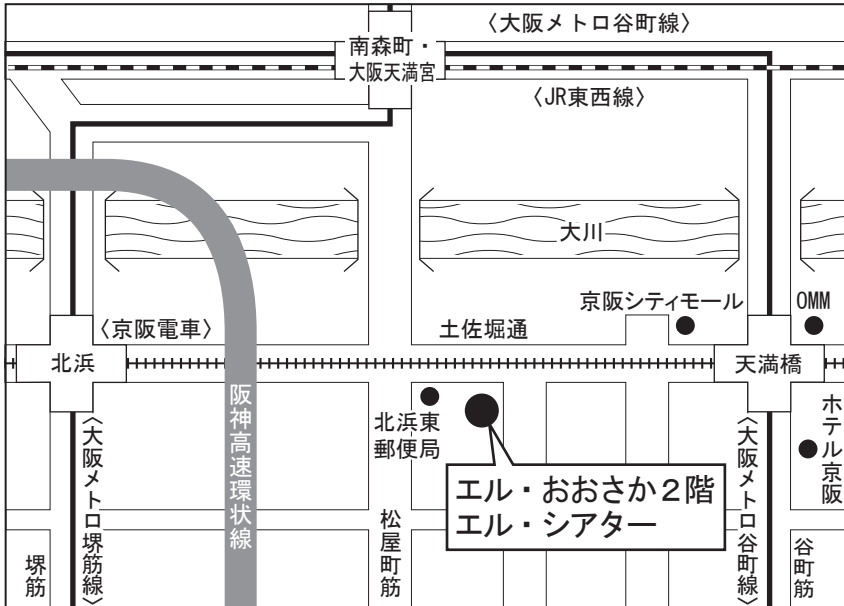 〈大阪メトロ谷町線〉
南森町・
大阪天満宮
〈JR東西線〉
大川
京阪シティモール
OMM
〈京阪電車〉
土佐堀通
北浜
天満橋
阪神高速環状線
北浜東
郵便局
ホテル京阪
〈大阪メトロ堺筋線〉
〈大阪メトロ谷町線〉
エル・おおさか2階
エル・シアター
堺筋
松屋町筋
谷町筋